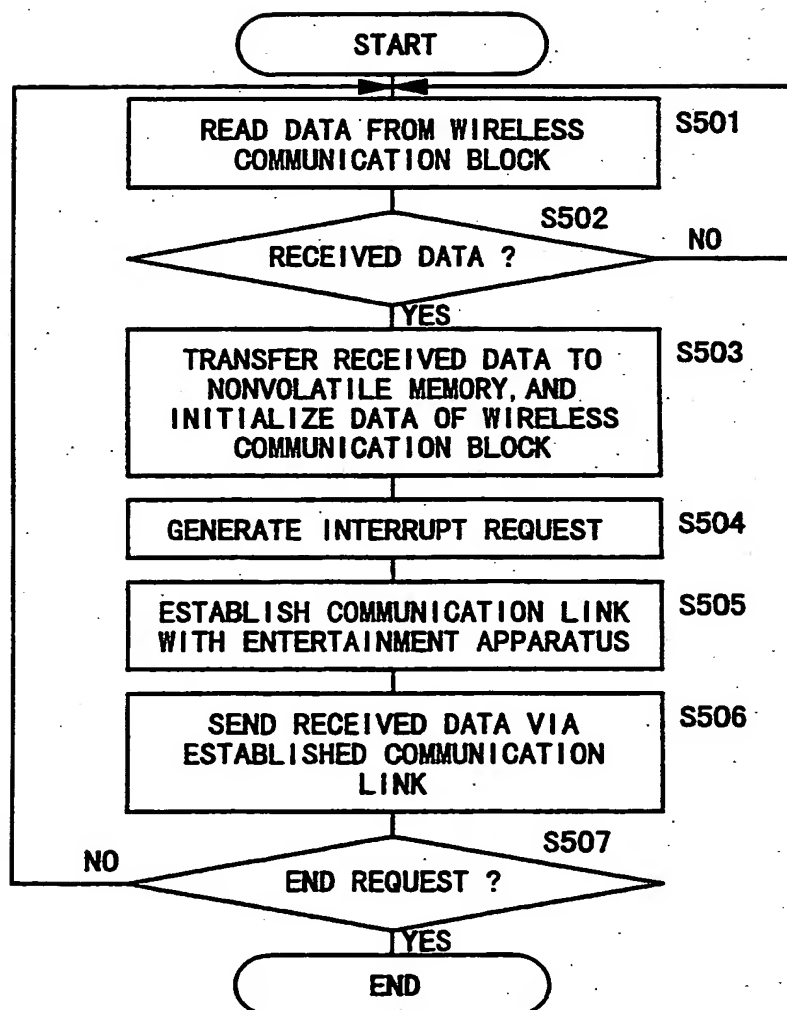 START
READ DATA FROM WIRELESS
COMMUNICATION BLOCK
S501
S502
RECEIVED DATA ?
NO
YES
TRANSFER RECEIVED DATA TO
NONVOLATILE MEMORY, AND
INITIALIZE DATA OF WIRELESS
COMMUNICATION BLOCK
S503
GENERATE INTERRUPT REQUEST
S504
ESTABLISH COMMUNICATION LINK
WITH ENTERTAINMENT APPARATUS
S505
SEND RECEIVED DATA VIA
ESTABLISHED COMMUNICATION
LINK
S506
S507
NO
END REQUEST ?
YES
END